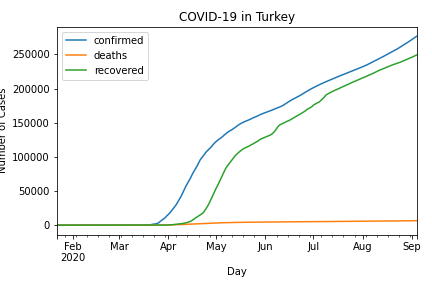 COVID-19 in Turkey
confirmed
deaths
recovered
250000
200000
150000
100000
50000
0
Number of Cases
Feb Mar Apr May Jun Jul Aug Sep
2020
Day